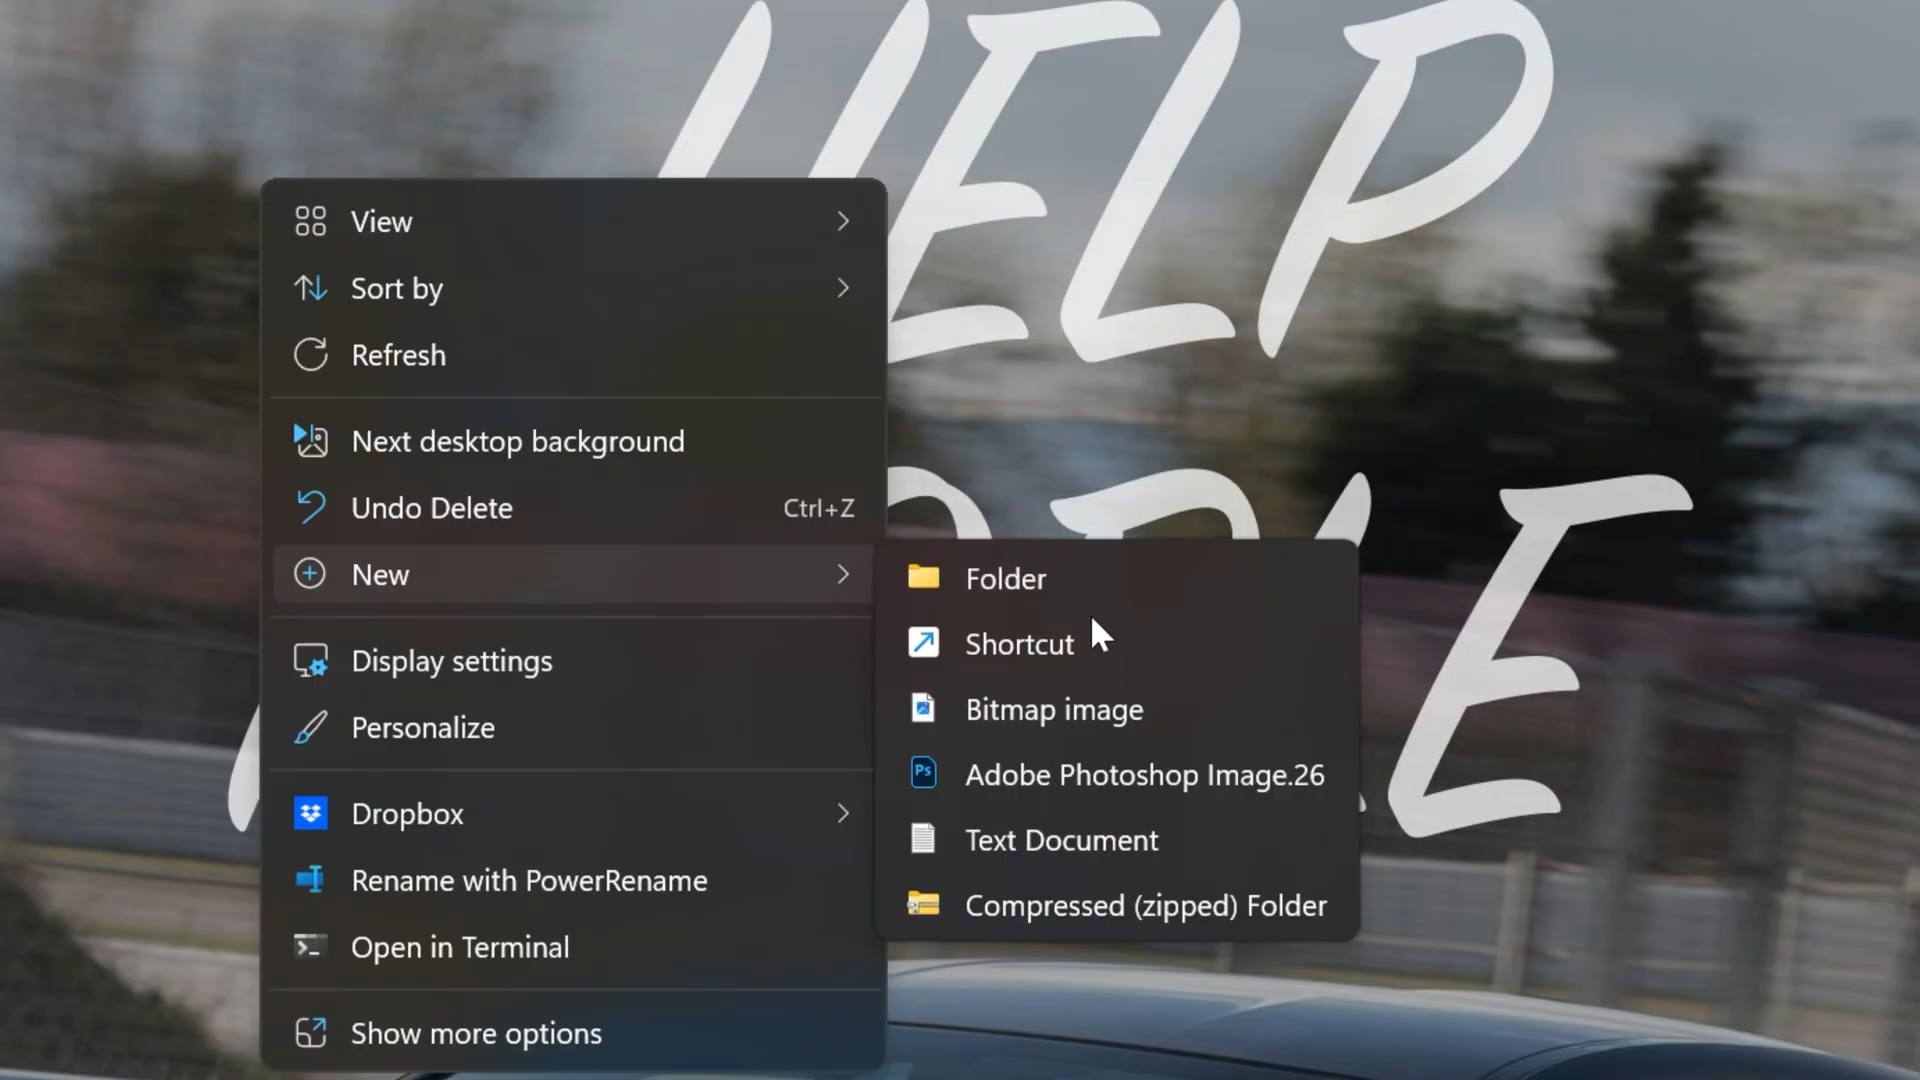 HELP
View
Sort by
Refresh
Next desktop background
Undo Delete Ctrl+Z
New
Folder
Shortcut
Bitmap image
Ps Adobe Photoshop Image.26
Text Document
Compressed (zipped) Folder
Display settings
Personalize
Dropbox
Rename with PowerRename
Open in Terminal
Show more options